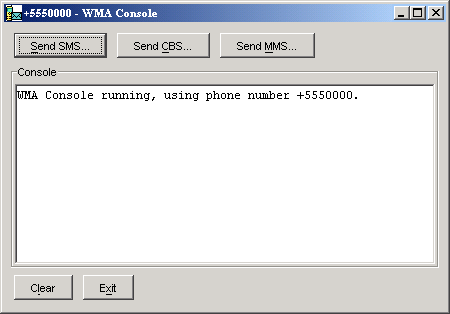 +5550000 - WMA Console
Send SMS... Send CBS... Send MMS...
Console
WMA Console running, using phone number +5550000.
Clear Exit